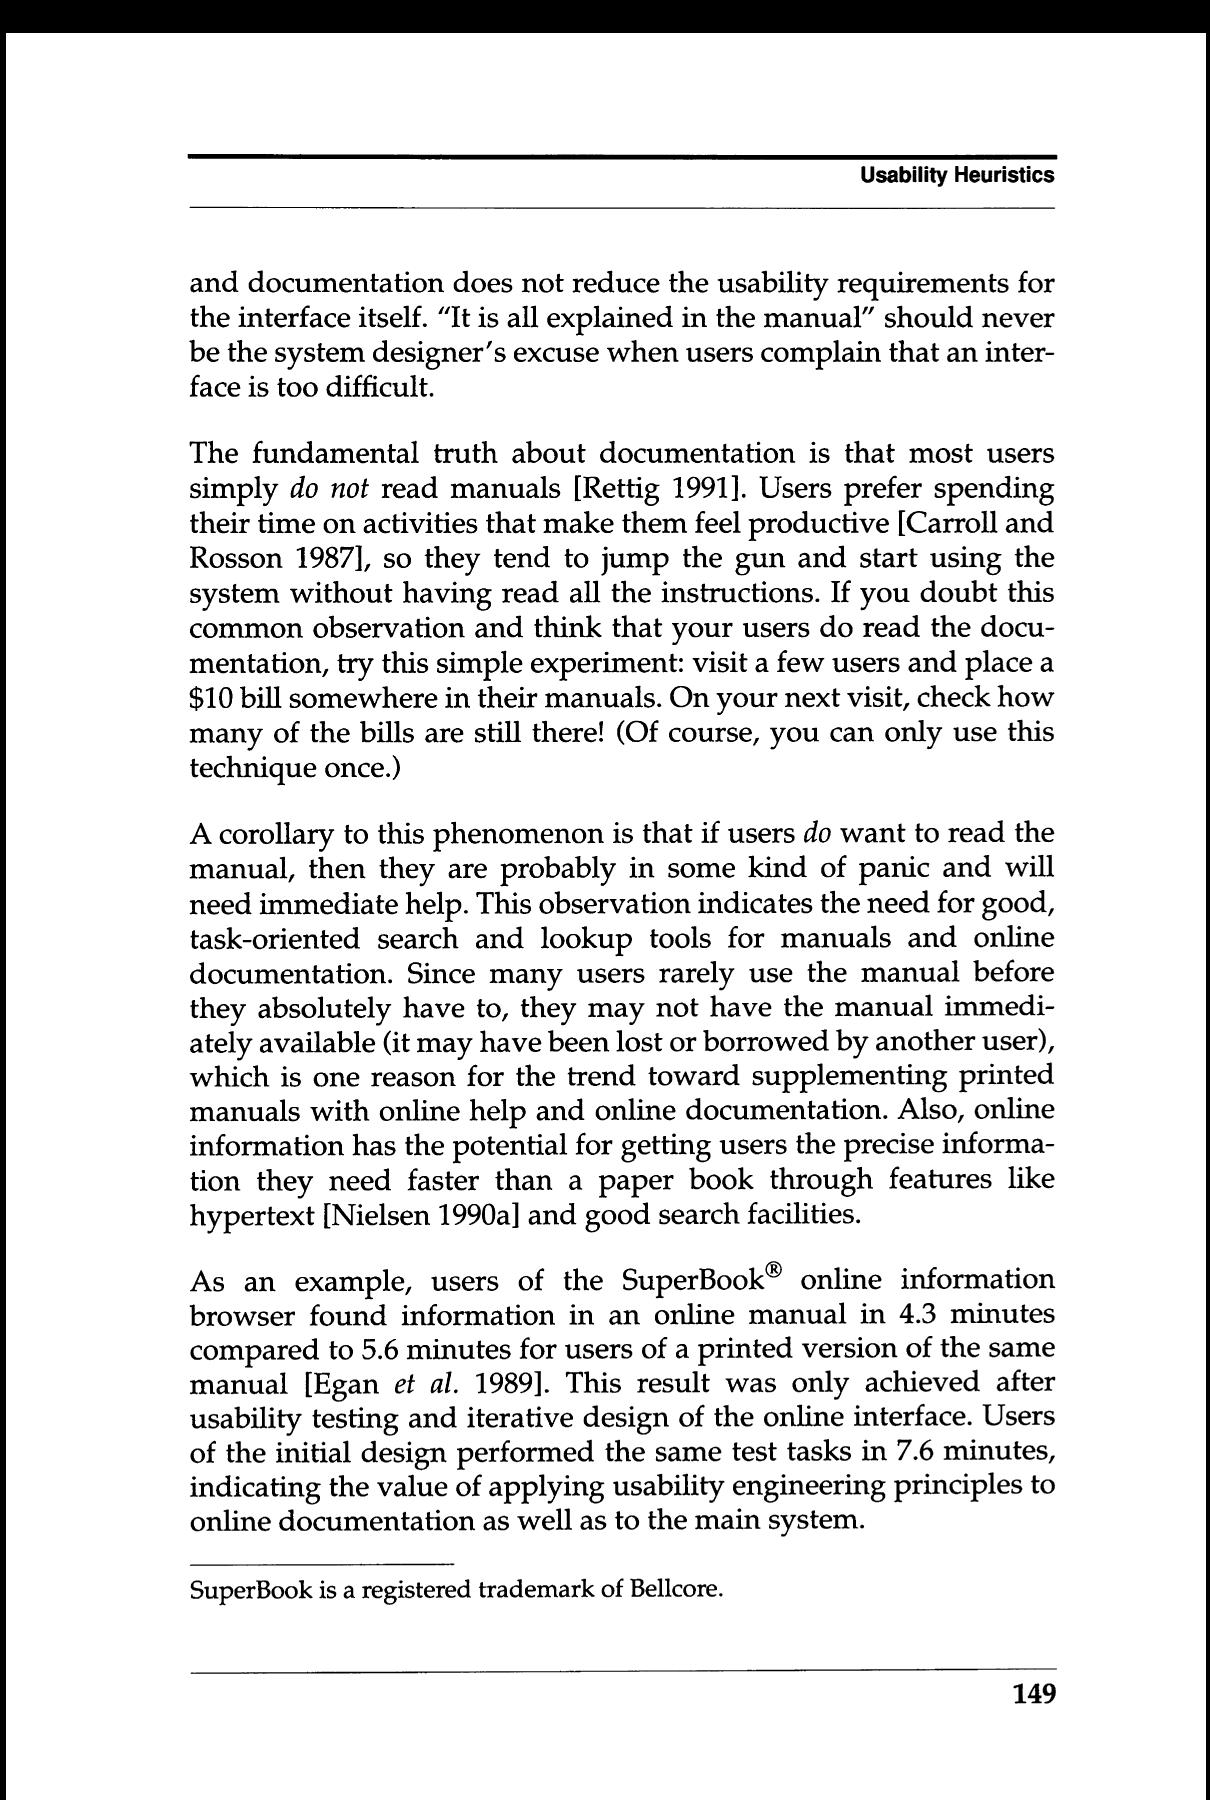 Usability Heuristics
and documentation does not reduce the usability requirements for
the interface itself. "It is all explained in the manual" should never
be the system designer's excuse when users complain that an inter-
face is too difficult.
The fundamental truth about documentation is that most users
simply do not read manuals [Rettig 1991]. Users prefer spending
their time on activities that make them feel productive [Carroll and
Rosson 1987], so they tend to jump the gun and start using the
system without having read all the instructions. If you doubt this
common observation and think that your users do read the docu-
mentation, try this simple experiment: visit a few users and place a
$10 bill somewhere in their manuals. On your next visit, check how
many of the bills are still there! (Of course, you can only use this
technique once.)
A corollary to this phenomenon is that if users do want to read the
manual, then they are probably in some kind of panic and will
need immediate help. This observation indicates the need for good,
task-oriented search and lookup tools for manuals and online
documentation. Since many users rarely use the manual before
they absolutely have to, they may not have the manual immedi-
ately available (it may have been lost or borrowed by another user),
which is one reason for the trend toward supplementing printed
manuals with online help and online documentation. Also, online
information has the potential for getting users the precise informa-
tion they need faster than a paper book through features like
hypertext [Nielsen 1990a] and good search facilities.
As an example, users of the SuperBook® online information
browser found information in an online manual in 4.3 minutes
compared to 5.6 minutes for users of a printed version of the same
manual [Egan et al. 1989]. This result was only achieved after
usability testing and iterative design of the online interface. Users
of the initial design performed the same test tasks in 7.6 minutes,
indicating the value of applying usability engineering principles to
online documentation as well as to the main system.
SuperBook is a registered trademark of Bellcore.
149